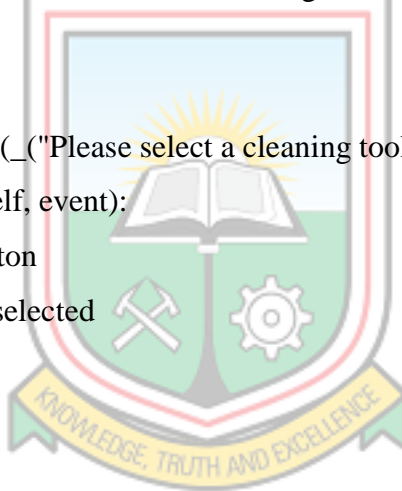 (_("Please select a cleaning tool
elf, event):
ton
selected
KNOWLEDGE, TRUTH AND EXCELLENCE